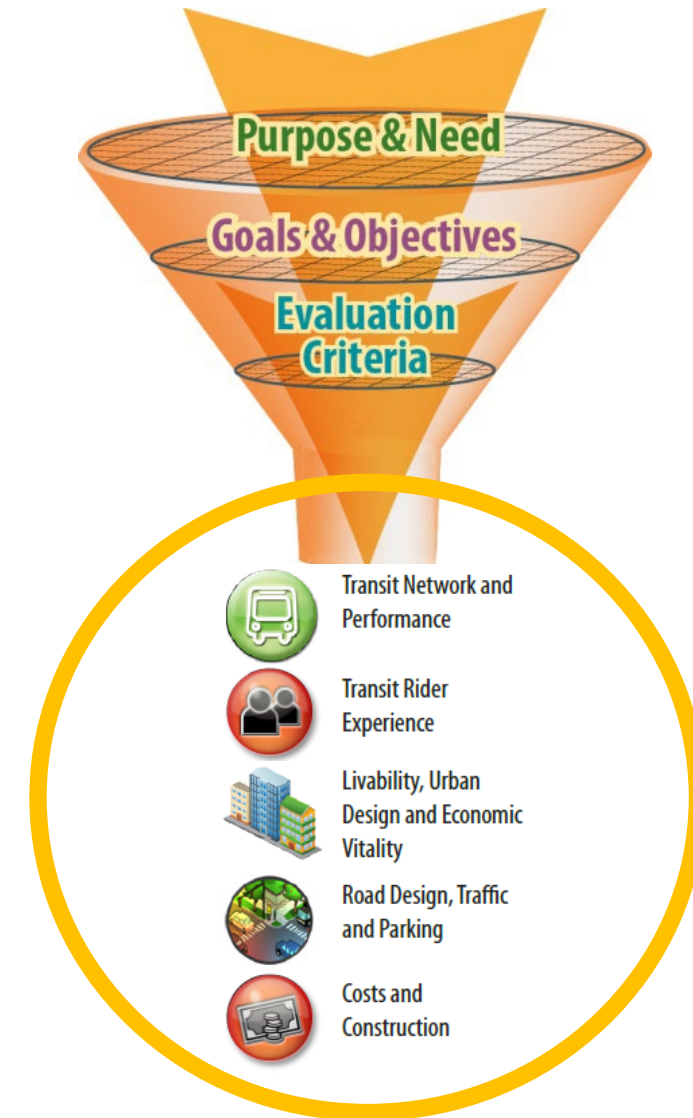 Purpose & Need
Goals & Objectives
Evaluation
Criteria
Transit Network and
Performance
Transit Rider
Experience
Livability, Urban
Design and Economic
Vitality
Road Design, Traffic
and Parking
Costs and
Construction